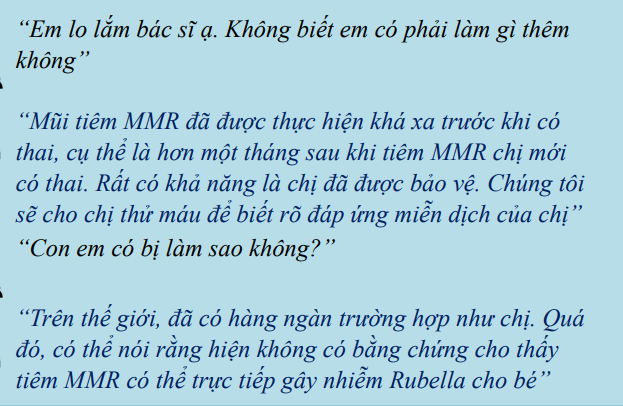 “Em lo lắm bác sĩ ạ. Không biết em có phải làm gì thêm
không”
“Mũi tiêm MMR đã được thực hiện khá xa trước khi có
thai, cụ thể là hơn một tháng sau khi tiêm MMR chị mới
có thai. Rất có khả năng là chị đã được bảo vệ. Chúng tôi
sẽ cho chị thử máu để biết rõ đáp ứng miễn dịch của chị”
“Con em có bị làm sao không?”
“Trên thế giới, đã có hàng ngàn trường hợp như chị. Quá
đó, có thể nói rằng hiện không có bằng chứng cho thấy
tiêm MMR có thể trực tiếp gây nhiễm Rubella cho bé”